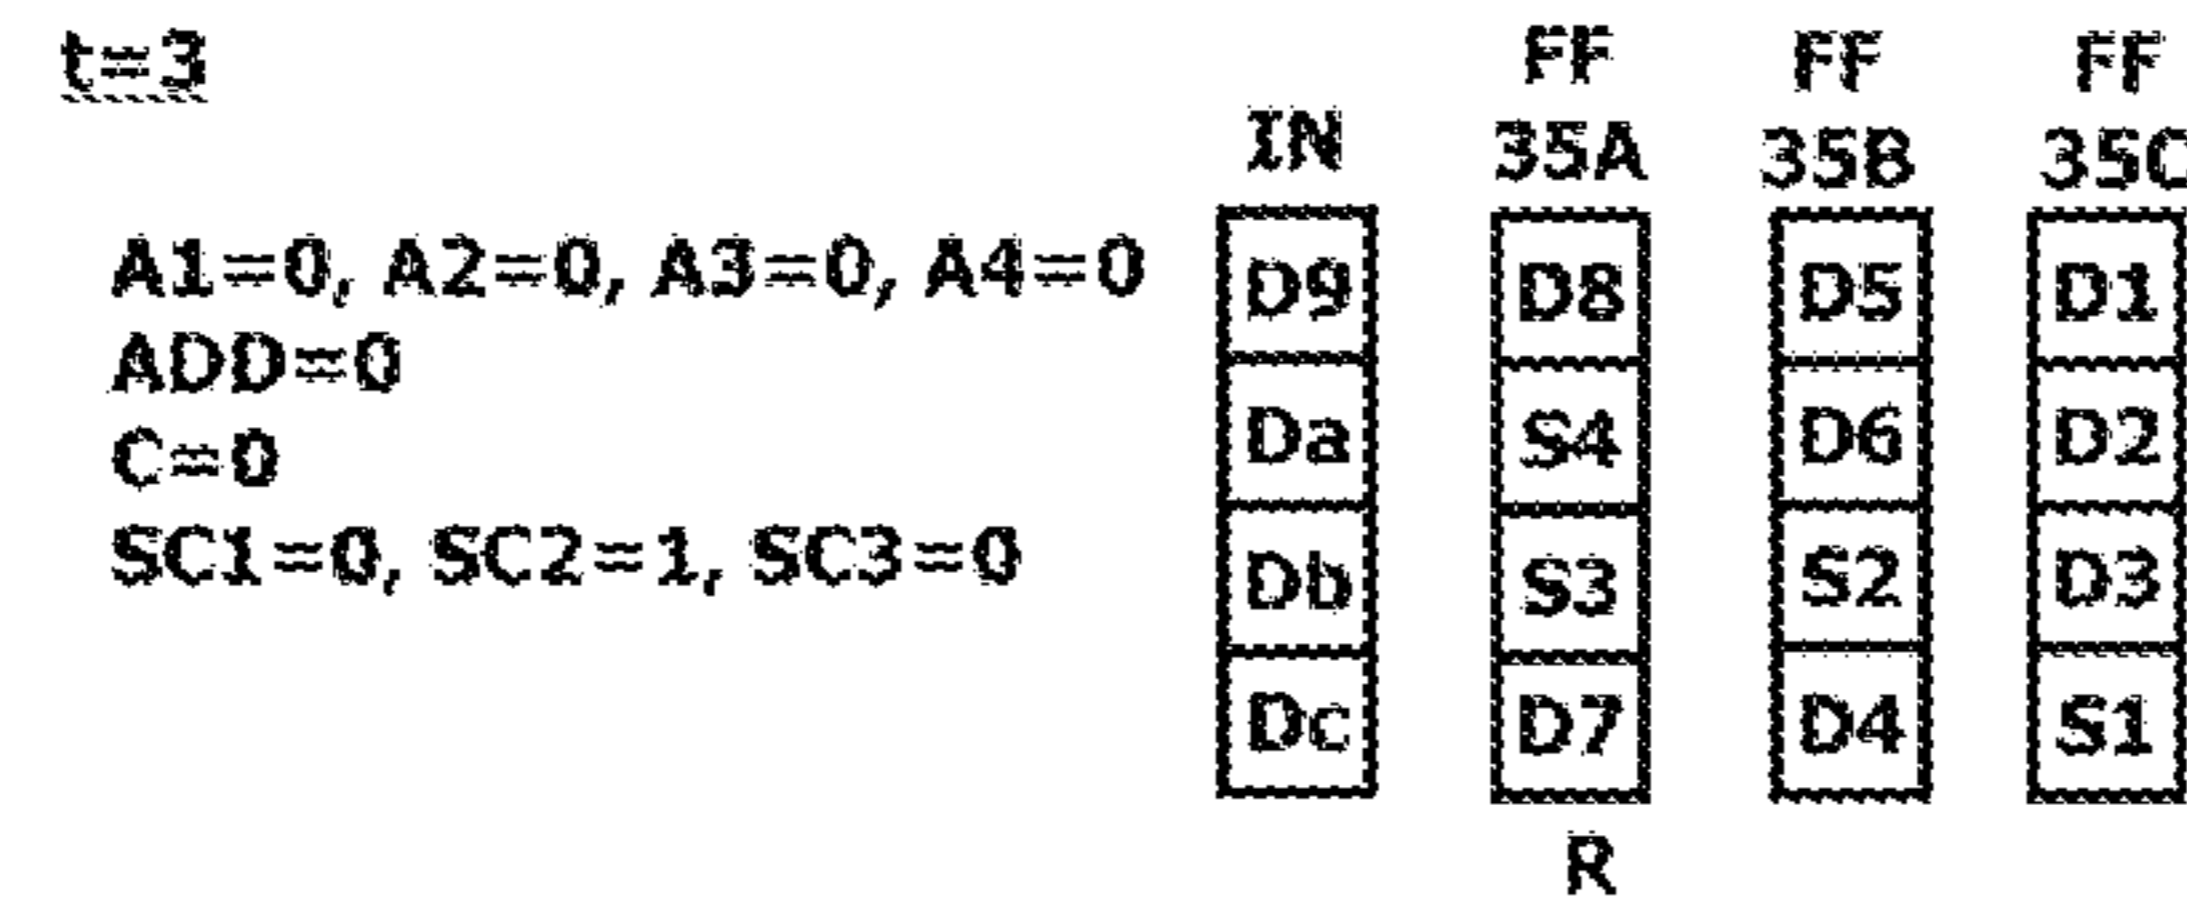 t=3
FF FF FF
IN 35A 35B 35C
A1=0, A2=0, A3=0, A4=0
ADD=0
C=0
SC1=0, SC2=1, SC3=0
D9 D8 D5 D1
Da S4 D6 D2
Db S3 S2 D3
Dc D7 D4 S1
R